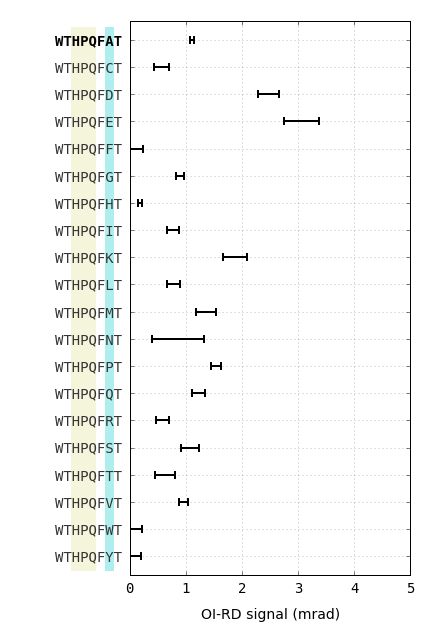 WTHPQFAT
WTHPQFCT
WTHPQFDT
WTHPQFET
WTHPQFFT
WTHPQFGT
WTHPQFHT
WTHPQFIT
WTHPQFKT
WTHPQFLT
WTHPQFMT
WTHPQFNT
WTHPQFPT
WTHPQFQT
WTHPQFRT
WTHPQFST
WTHPQFTT
WTHPQFVT
WTHPQFWT
WTHPQFYT
0 1 2 3 4 5
OI-RD signal (mrad)